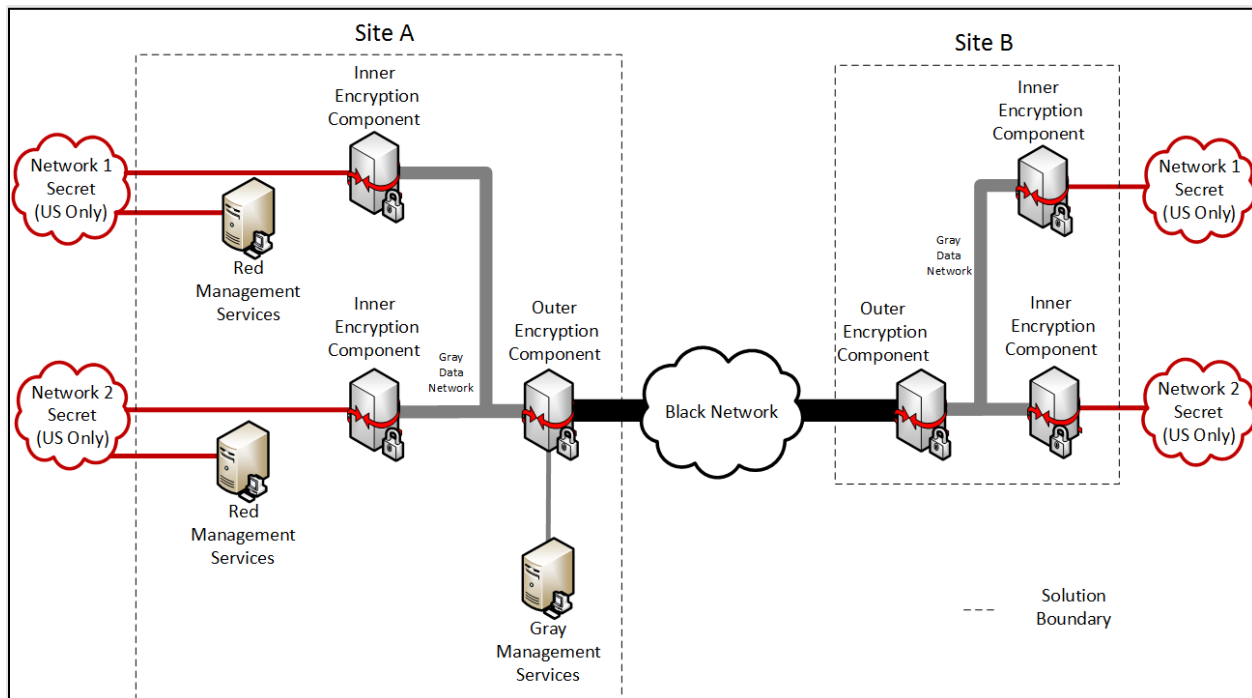 Site A
Inner
Encryption
Component
Network 1
Secret
(US Only)
Red
Management
Services
Inner
Encryption
Component
Outer
Encryption
Component
Gray
Data
Network
Network 2
Secret
(US Only)
Red
Management
Services
Gray
Management
Services
Black Network
Site B
Inner
Encryption
Component
Network 1
Secret
(US Only)
Gray
Data
Network
Outer
Encryption
Component
Inner
Encryption
Component
Network 2
Secret
(US Only)
Solution
Boundary